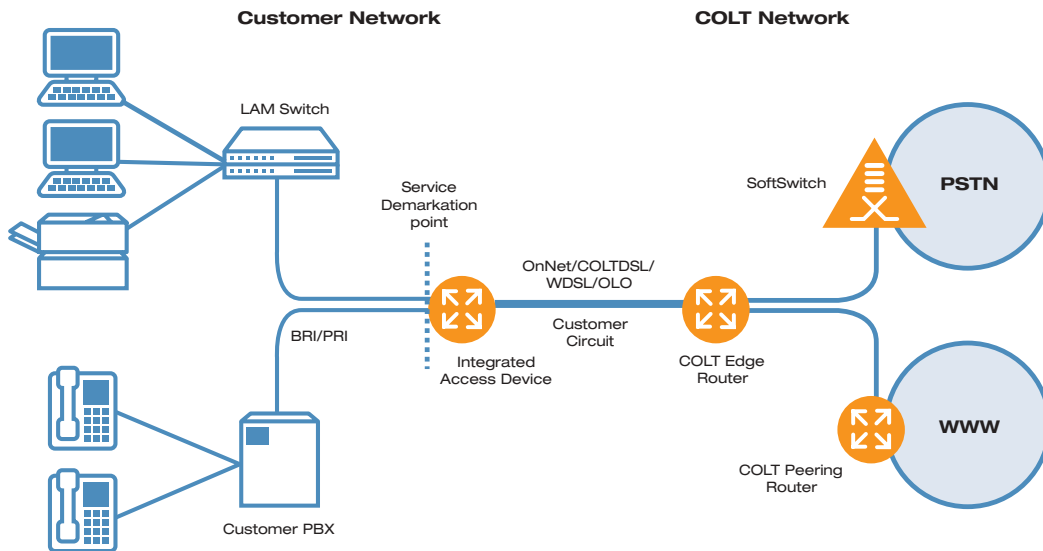 Customer Network
COLT Network
LAM Switch
Service
Demarkation
point
SoftSwitch
PSTN
OnNet/COLTDSL/
WDSL/OLO
BRI/PRI
Customer
Circuit
Integrated
Access Device
COLT Edge
Router
WWW
COLT Peering
Router
Customer PBX